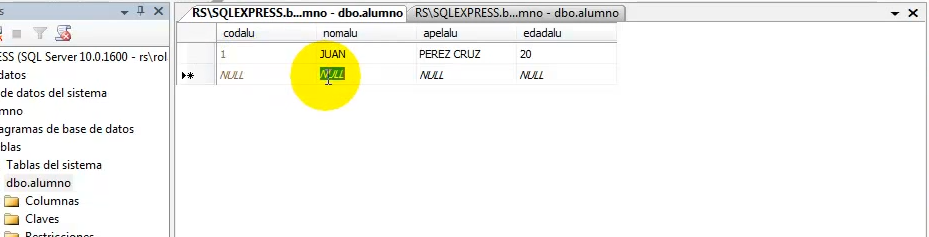 s
RS\SQLEXPRESS.b...mno - dbo.alumno
RS\SQLEXPRESS.b...mno - dbo.alumno
ESS (SQL Server 10.0.1600 - rs\rol
datos
de datos del sistema
mno
agramas de base de datos
blas
Tablas del sistema
dbo.alumno
Columnas
Claves
Restricciones
codalu nomalu apelalu edadalu
1 JUAN PEREZ CRUZ 20
NULL NULL NULL NULL